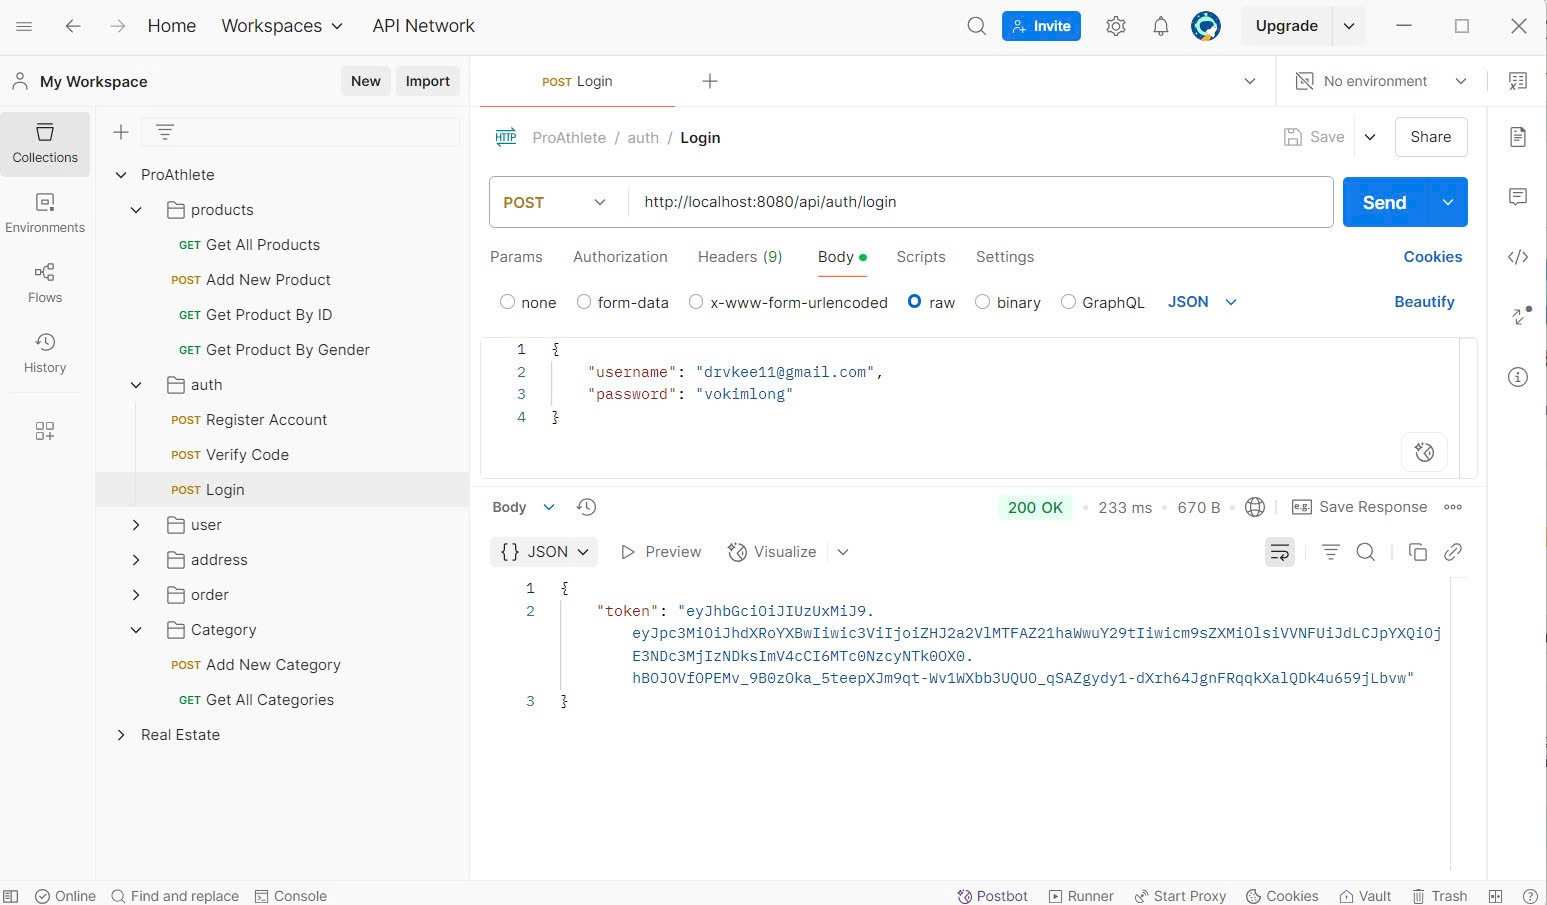 Home Workspaces API Network Invite Upgrade
My Workspace New Import POST Login No environment
Collections
Environments
Flows
History
ProAthlete
products
GET Get All Products
POST Add New Product
GET Get Product By ID
GET Get Product By Gender
auth
POST Register Account
POST Verify Code
POST Login
user
address
order
Category
POST Add New Category
GET Get All Categories
Real Estate
HTTP ProAthlete / auth / Login Save Share
POST http://localhost:8080/api/auth/login Send
Params Authorization Headers (9) Body Scripts Settings Cookies
none form-data x-www-form-urlencoded raw binary GraphQL JSON Beautify
1 {
2 "username": "drvkee11@gmail.com",
3 "password": "vokimlong"
4 }
Body 200 OK 233 ms 670 B e.g. Save Response
{} JSON Preview Visualize
1 {
2 "token": "eyJhbGciOiJIUzUxMiJ9.
eyJpc3MiOiJhdXRoYXBwIiwic3ViIjoiZHJ2a2VlMTFAZ21haWwuY29tIiwicm9sZXMiOlsiVVNFUiJdLCJpYXQiOj
E3NDc3MjIzNDksImV4cCI6MTc0NzcyNTk0OX0.
hBOJOVfOPEMv_9B0zOka_5teepXJm9qt-Wv1WXbb3UQUO_qSAZgydy1-dXrh64JgnFRqqkXalQDk4u659jLbvw"
3 }
Online Find and replace Console Postbot Runner Start Proxy Cookies Vault Trash